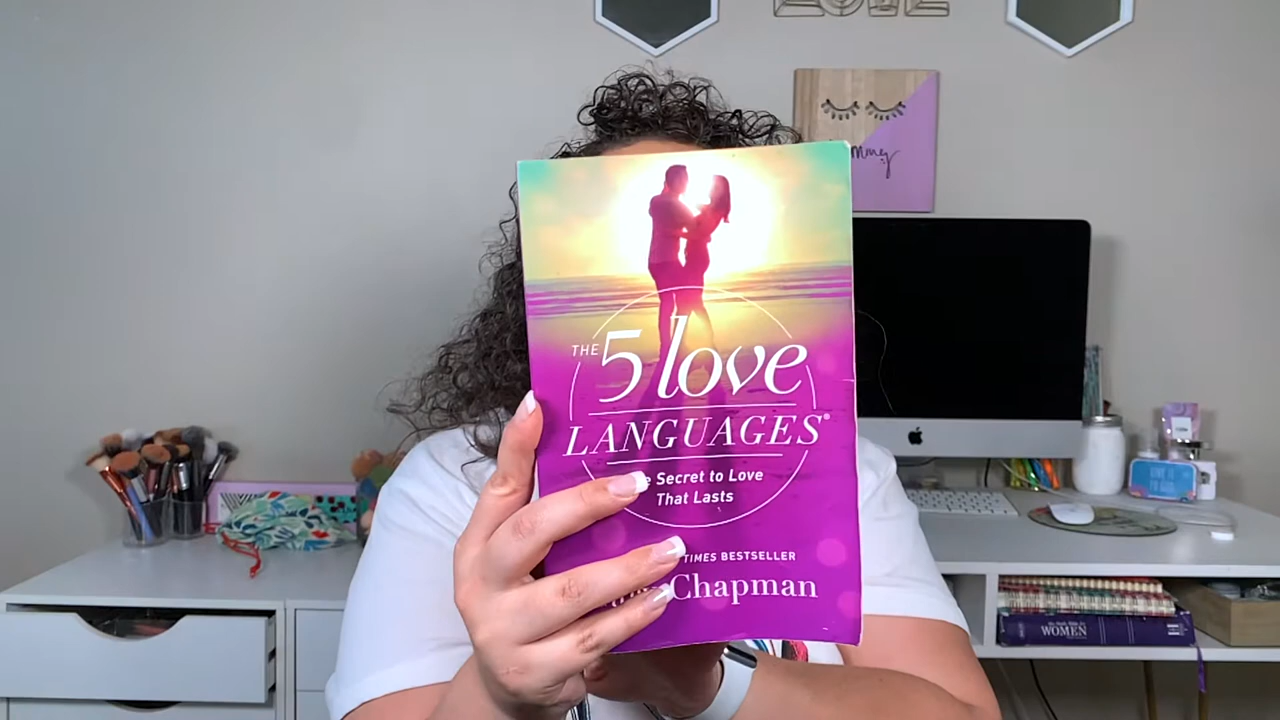 THE 5 love
LANGUAGES®
Secret to Love
That Lasts
TIMES BESTSELLER
Chapman
WOMEN